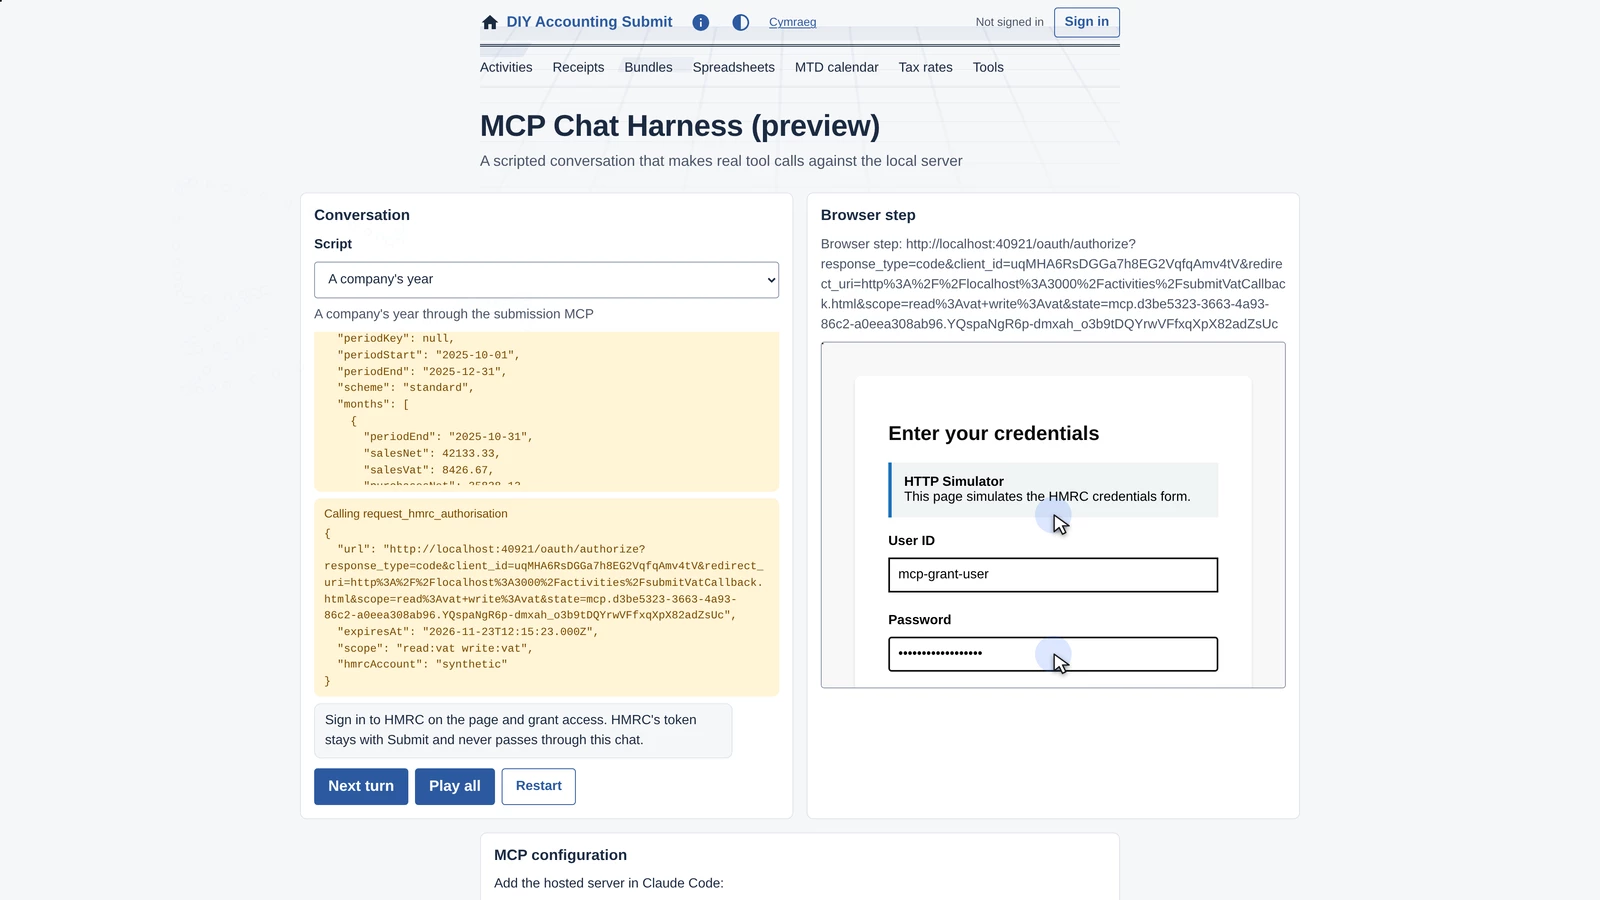 DIY Accounting Submit
Cymraeg
Not signed in
Sign in
Activities
Receipts
Bundles
Spreadsheets
MTD calendar
Tax rates
Tools
MCP Chat Harness (preview)
A scripted conversation that makes real tool calls against the local server
Conversation
Script
A company's year
A company's year through the submission MCP
"periodKey": null,
"periodStart": "2025-10-01",
"periodEnd": "2025-12-31",
"scheme": "standard",
"months": [
{
"periodEnd": "2025-10-31",
"salesNet": 42133.33,
"salesVat": 8426.67,
Calling request_hmrc_authorisation
{
"url": "http://localhost:40921/oauth/authorize?
response_type=code&client_id=uqMHA6RsDGGa7h8EG2VqfqAmv4tV&redirect_
uri=http%3A%2F%2Flocalhost%3A3000%2Factivities%2FsubmitVatCallback.
html&scope=read%3Avat+write%3Avat&state=mcp.d3be5323-3663-4a93-
86c2-a0eea308ab96.YQspaNgR6p-dmxah_o3b9tDQYrwVFfxqXpX82adZsUc",
"expiresAt": "2026-11-23T12:15:23.000Z",
"scope": "read:vat write:vat",
"hmrcAccount": "synthetic"
}
Sign in to HMRC on the page and grant access. HMRC's token
stays with Submit and never passes through this chat.
Next turn
Play all
Restart
Browser step
Browser step: http://localhost:40921/oauth/authorize?
response_type=code&client_id=uqMHA6RsDGGa7h8EG2VqfqAmv4tV&redire
ct_uri=http%3A%2F%2Flocalhost%3A3000%2Factivities%2FsubmitVatCallbac
k.html&scope=read%3Avat+write%3Avat&state=mcp.d3be5323-3663-4a93-
86c2-a0eea308ab96.YQspaNgR6p-dmxah_o3b9tDQYrwVFfxqXpX82adZsUc
Enter your credentials
HTTP Simulator
This page simulates the HMRC credentials form.
User ID
mcp-grant-user
Password
••••••••••••••••••
MCP configuration
Add the hosted server in Claude Code: